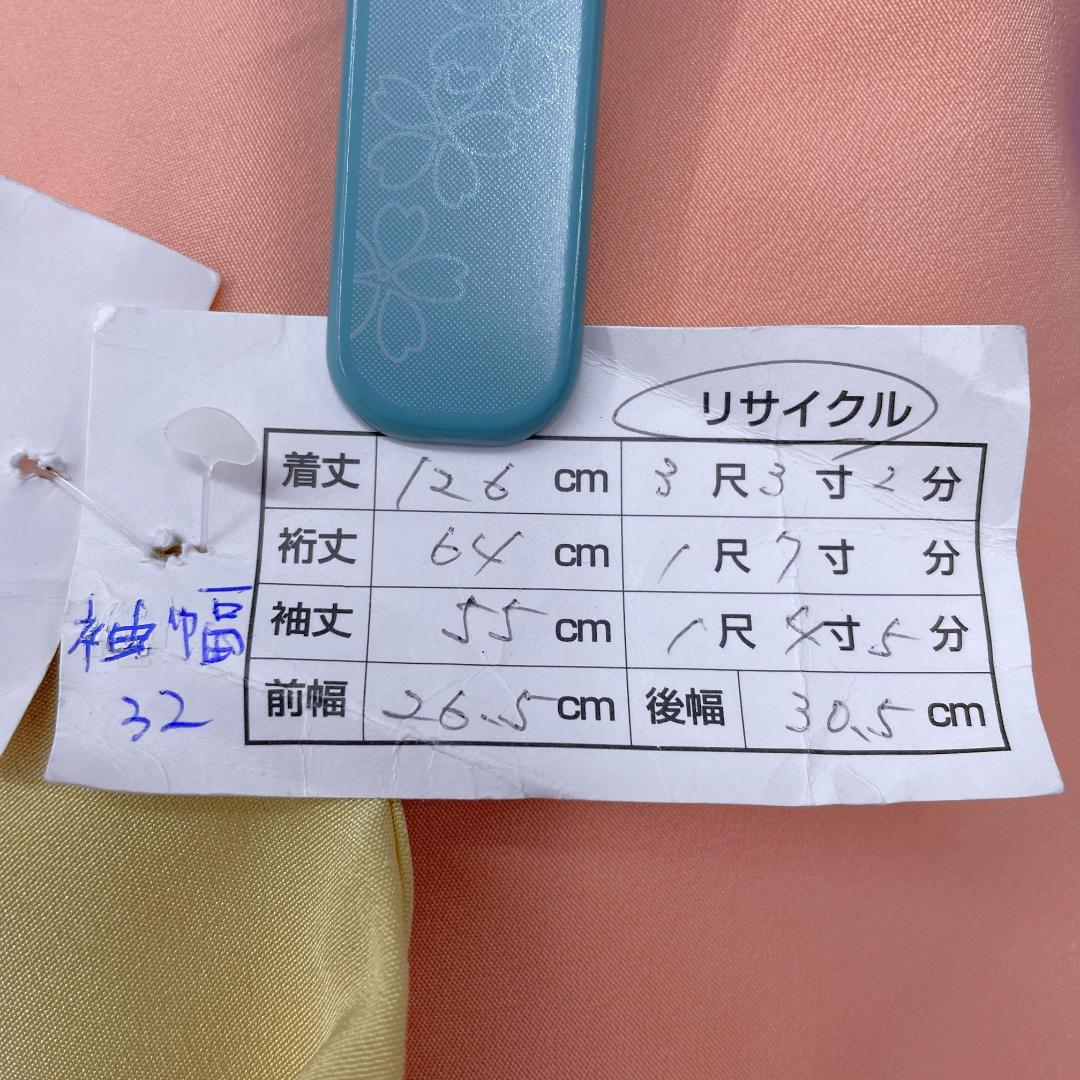 リサイクル
着丈 126 cm 3 尺 3 寸 2 分
裄丈 64 cm 1 尺 7 寸 分
袖丈 55 cm 1 尺 4 寸 5 分
前幅 26.5 cm 後幅 30.5 cm
袖幅
32